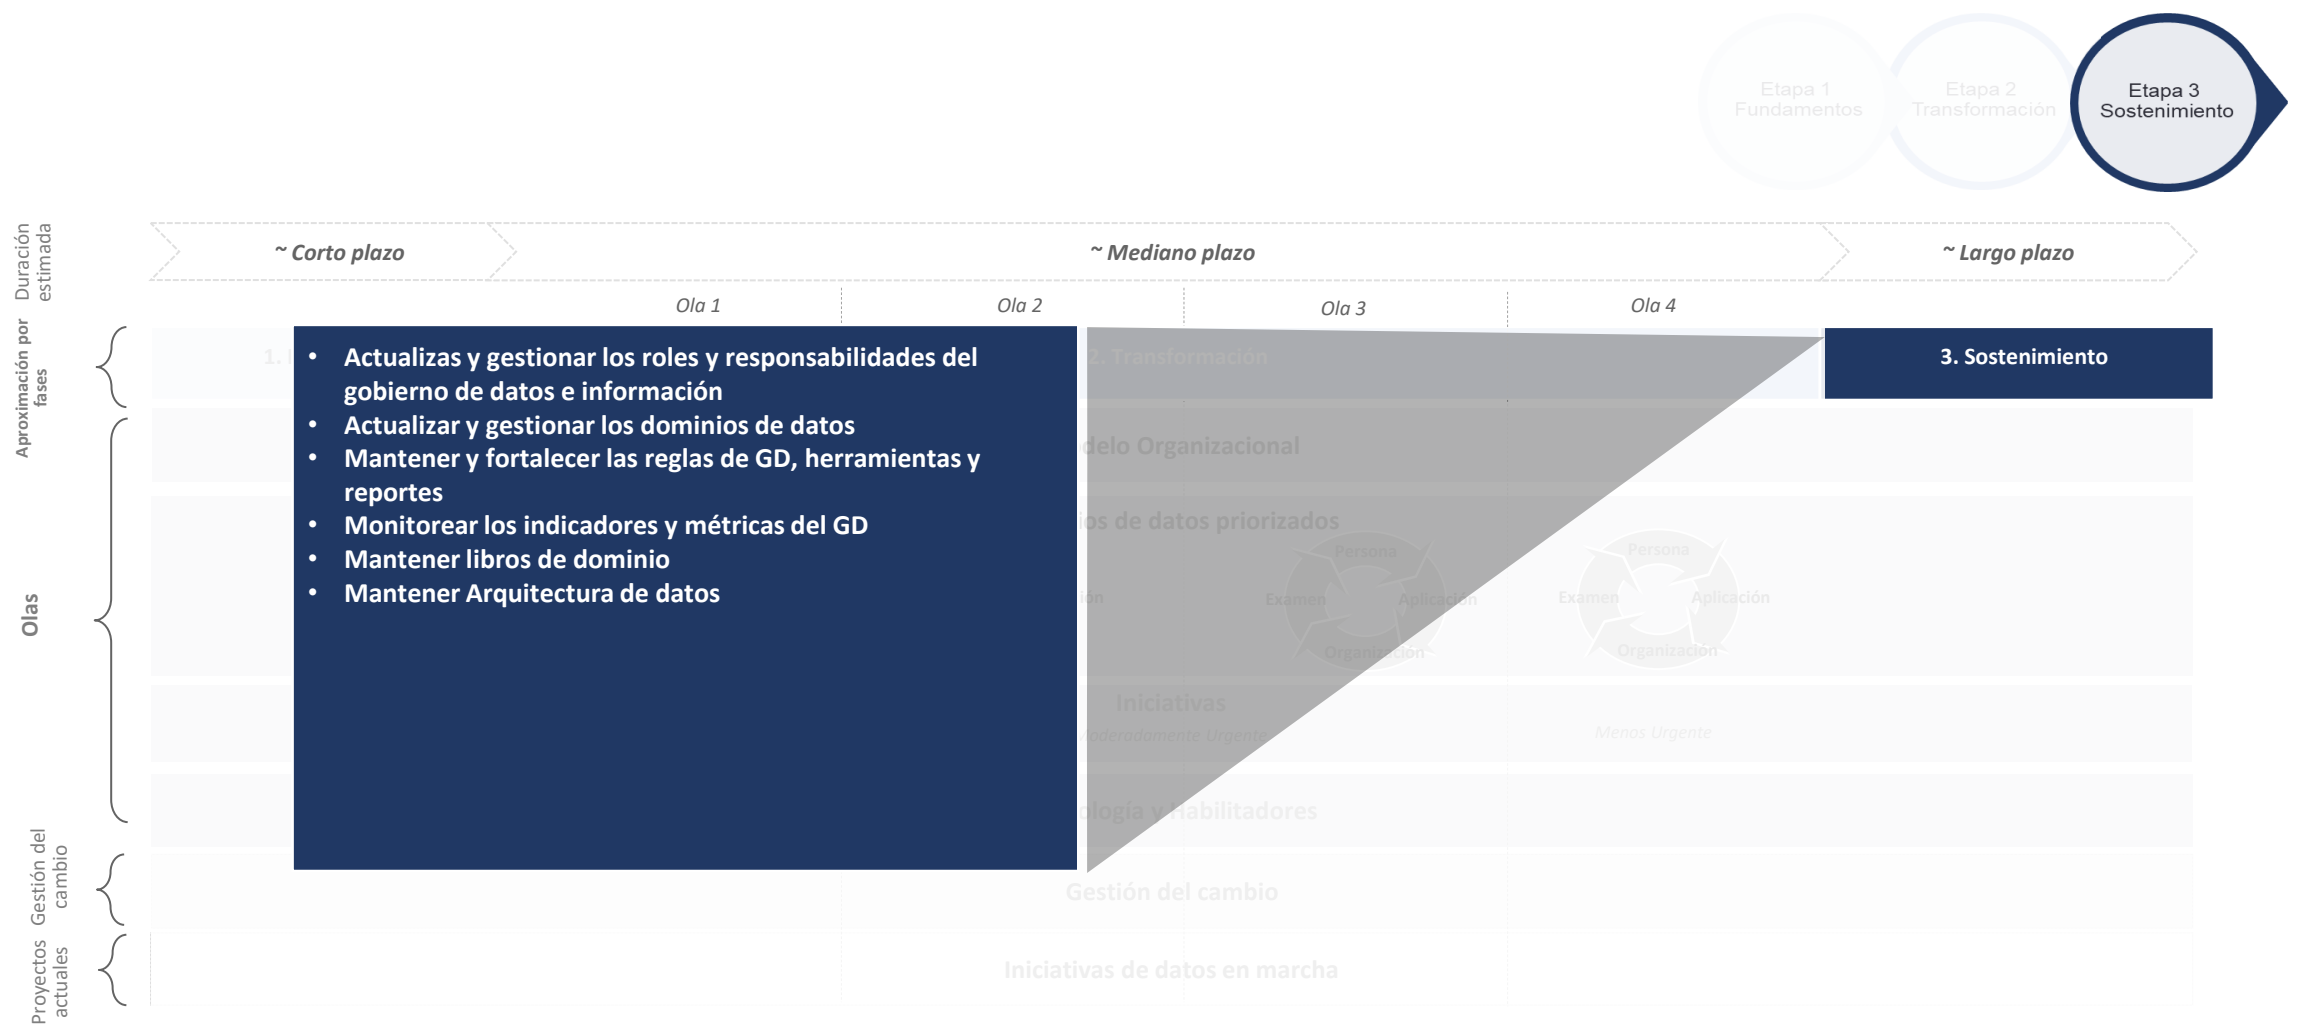 Etapa 1
Fundamentos
Etapa 2
Transformación
Etapa 3
Sostenimiento
Duración
estimada
~ Corto plazo
~ Mediano plazo
~ Largo plazo
Ola 1
Ola 2
Ola 3
Ola 4
Aproximación por
fases
1.
2. Transformación
3. Sostenimiento
• Actualizas y gestionar los roles y responsabilidades del
gobierno de datos e información
• Actualizar y gestionar los dominios de datos
• Mantener y fortalecer las reglas de GD, herramientas y
reportes
• Monitorear los indicadores y métricas del GD
• Mantener libros de dominio
• Mantener Arquitectura de datos
Olas
Organizacional
de datos priorizados
Persona
Examen
Aplicación
Organización
Persona
Examen
Aplicación
Organización
Iniciativas
Moderadamente Urgente
Menos Urgente
y Habilitadores
Gestión del
cambio
Gestión del cambio
Proyectos
actuales
Iniciativas de datos en marcha